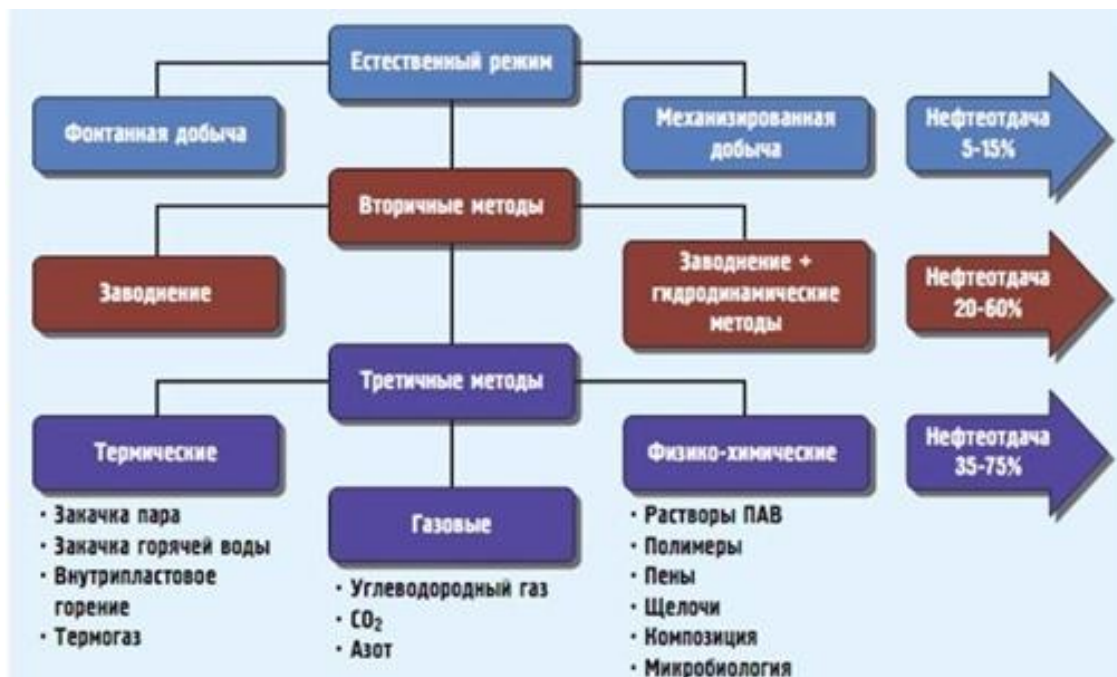 Естественный режим
Фонтанная добыча
Механизированная
добыча
Нефтеотдача
5-15%
Вторичные методы
Заводнение
Заводнение +
гидродинамические
методы
Нефтеотдача
20-60%
Третичные методы
Термические
Физико-химические
Нефтеотдача
35-75%
· Закачка пара
· Закачка горячей воды
· Внутрипластовое
горение
· Термогаз
Газовые
· Углеводородный газ
· CO₂
· Азот
· Растворы ПАВ
· Полимеры
· Пены
· Щелочи
· Композиция
· Микробиология